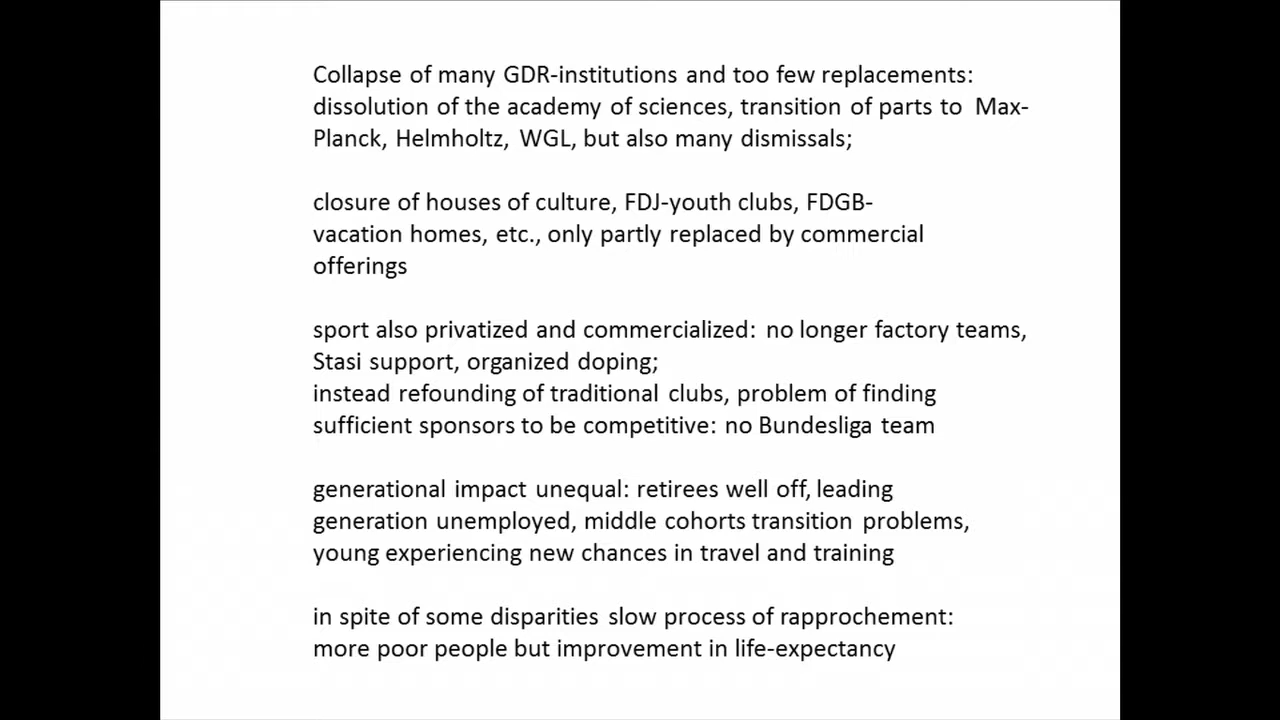 Collapse of many GDR-institutions and too few replacements:
dissolution of the academy of sciences, transition of parts to Max-
Planck, Helmholtz, WGL, but also many dismissals;
closure of houses of culture, FDJ-youth clubs, FDGB-
vacation homes, etc., only partly replaced by commercial
offerings
sport also privatized and commercialized: no longer factory teams,
Stasi support, organized doping;
instead refounding of traditional clubs, problem of finding
sufficient sponsors to be competitive: no Bundesliga team
generational impact unequal: retirees well off, leading
generation unemployed, middle cohorts transition problems,
young experiencing new chances in travel and training
in spite of some disparities slow process of rapprochement:
more poor people but improvement in life-expectancy